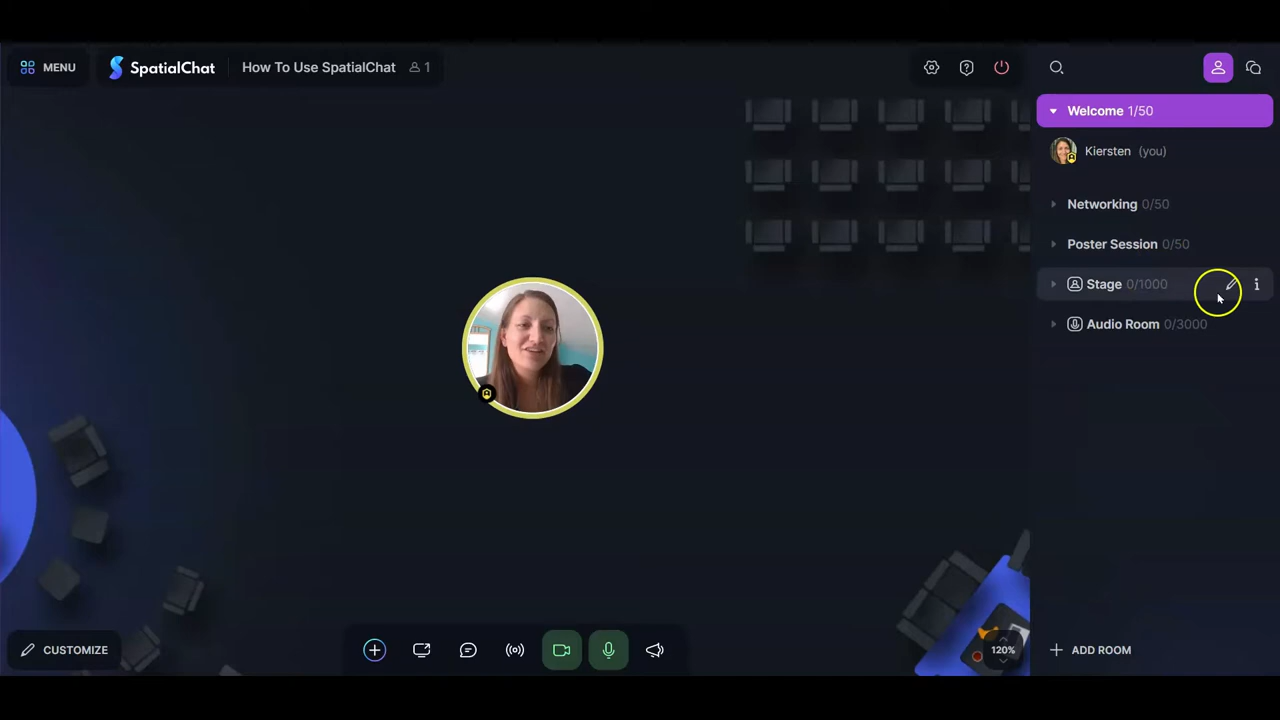 MENU
SpatialChat
How To Use SpatialChat
1
Welcome 1/50
Kiersten (you)
Networking 0/50
Poster Session 0/50
Stage 0/1000
Audio Room 0/3000
CUSTOMIZE
120%
ADD ROOM